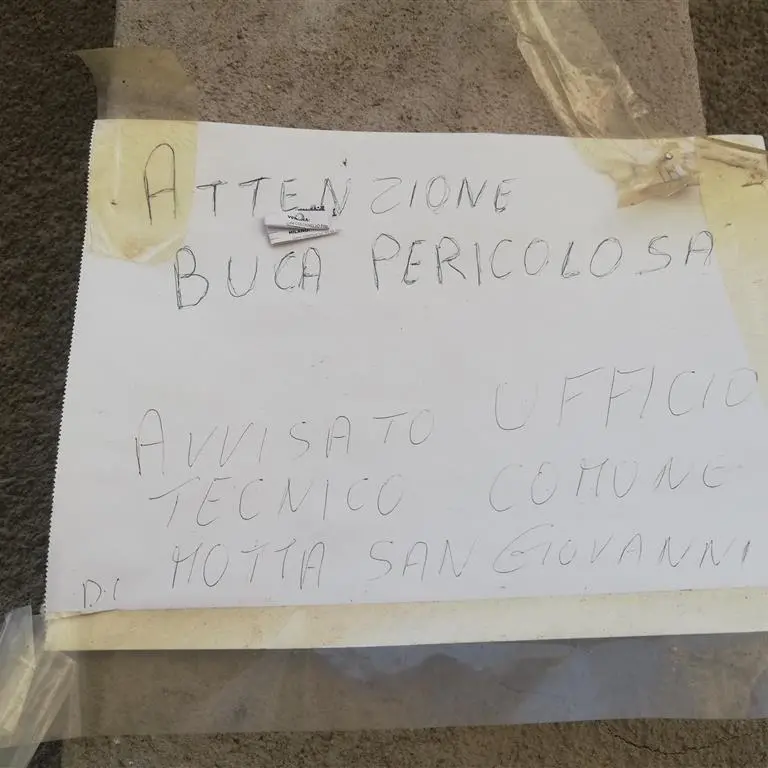 ATTENZIONE
BUCA PERICOLOSA
AVVISATO UFFICIO
TECNICO COMUNE
DI MOTTA SAN GIOVANNI